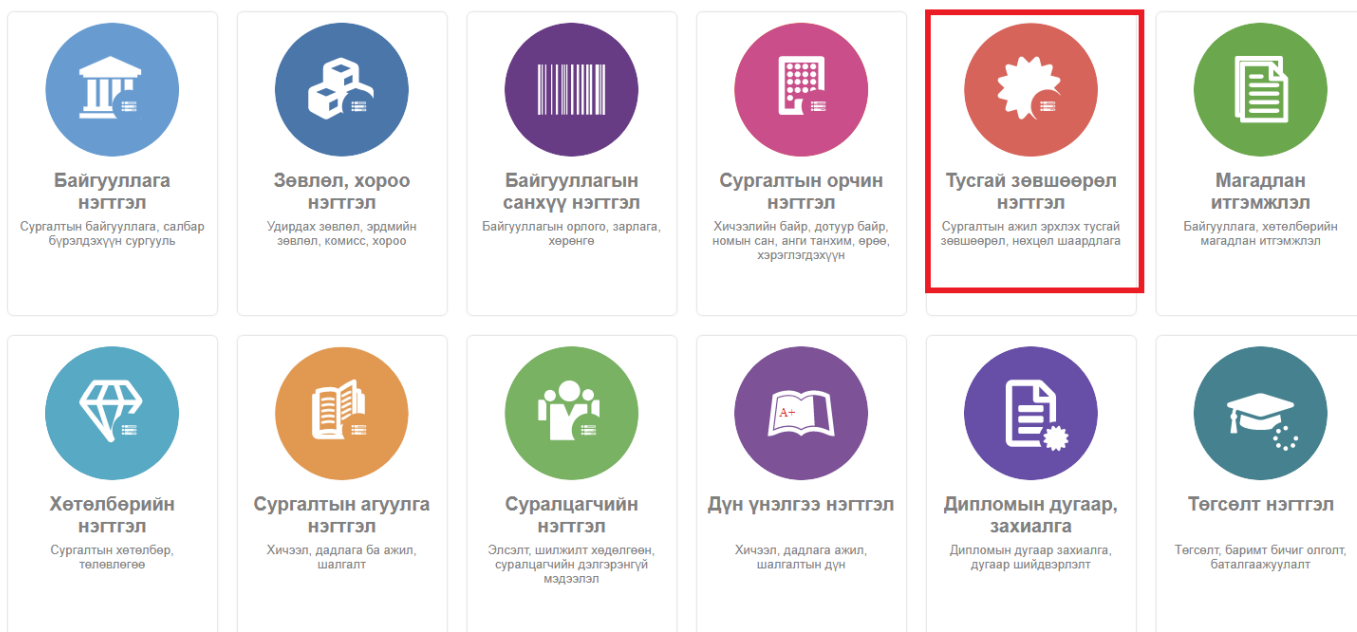 Байгууллага
нэгтгэл
Сургалтын байгууллага, салбар
бүрэлдэхүүн сургууль
Зөвлөл, хороо
нэгтгэл
Удирдах зөвлөл, эрдмийн
зөвлөл, комисс, хороо
Байгууллагын
санхүү нэгтгэл
Байгууллагын орлого, зарлага,
хөрөнгө
Сургалтын орчин
нэгтгэл
Хичээлийн байр, дотуур байр,
номын сан, анги танхим, өрөө,
хэрэглэгдэхүүн
Тусгай зөвшөөрөл
нэгтгэл
Сургалтын ажил эрхлэх тусгай
зөвшөөрөл, нөхцөл шаардлага
Магадлан
итгэмжлэл
Байгууллага, хөтөлбөрийн
магадлан итгэмжлэл
Хөтөлбөрийн
нэгтгэл
Сургалтын хөтөлбөр,
төлөвлөгөө
Сургалтын агуулга
нэгтгэл
Хичээл, дадлага ба ажил,
шалгалт
Суралцагчийн
нэгтгэл
Элсэлт, шилжилт хөдөлгөөн,
суралцагчийн дэлгэрэнгүй
мэдээлэл
A+
Дүн үнэлгээ нэгтгэл
Хичээл, дадлага ажил,
шалгалтын дүн
Дипломын дугаар,
захиалга
Дипломын дугаар захиалга,
дугаар шийдвэрлэлт
Төгсөлт нэгтгэл
Төгсөлт, баримт бичиг олголт,
баталгаажуулалт